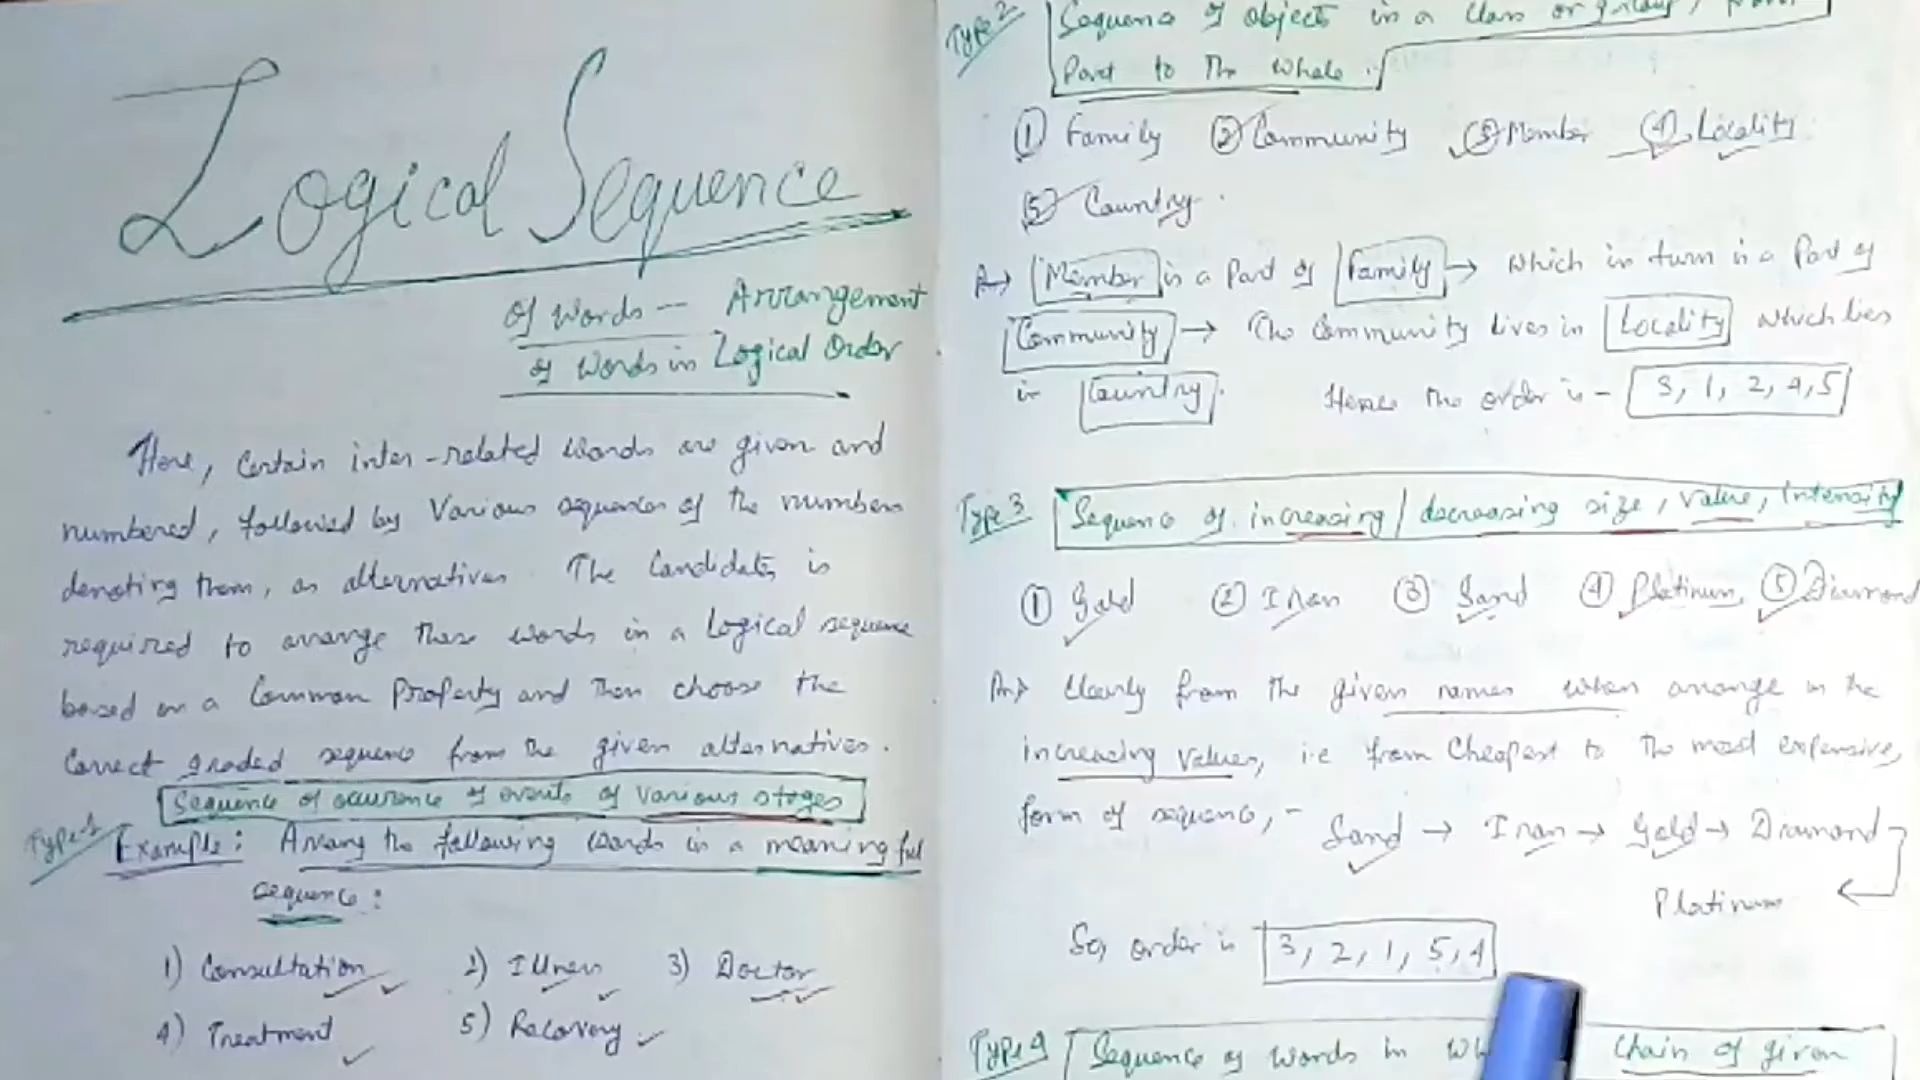 Logical Sequence
Of Words - Arrangement
of Words in Logical Order
Here, Certain inter-related words are given and
numbered, followed by Various sequences of the numbers
denoting them, as alternatives. The Candidates is
required to arrange these words in a Logical sequence
based on a Common Property and then choose the
Correct graded sequence from the given alternatives.
Sequence of occurence of events of various stages
Type-1
Example: Arrang the following words in a meaningful
sequence:
1) Consultation 2) Illness 3) Doctor
4) Treatment 5) Recovery
Type 2
Sequence of objects in a class or group,
Part to The whole.
① Family ② Community ③ Member ④ Locality
⑤ Country.
A→ Member is a Part of Family → Which in turn is a Part of
Community → The Community lives in Locality which lies
in Country. Hence the order is - 3, 1, 2, 4, 5
Type 3 Sequence of increasing / decreasing size, Value, Intensity
① Gold ② Iron ③ Sand ④ Platinum ⑤ Diamond
An→ Clearly from the given names when arrange in the
increasing values, i.e from Cheapest to The most expensive,
form of sequence, - Sand → Iron → Gold → Diamond
Platinum
So, order is 3, 2, 1, 5, 4
Type 4 Sequence of words in Chain of given